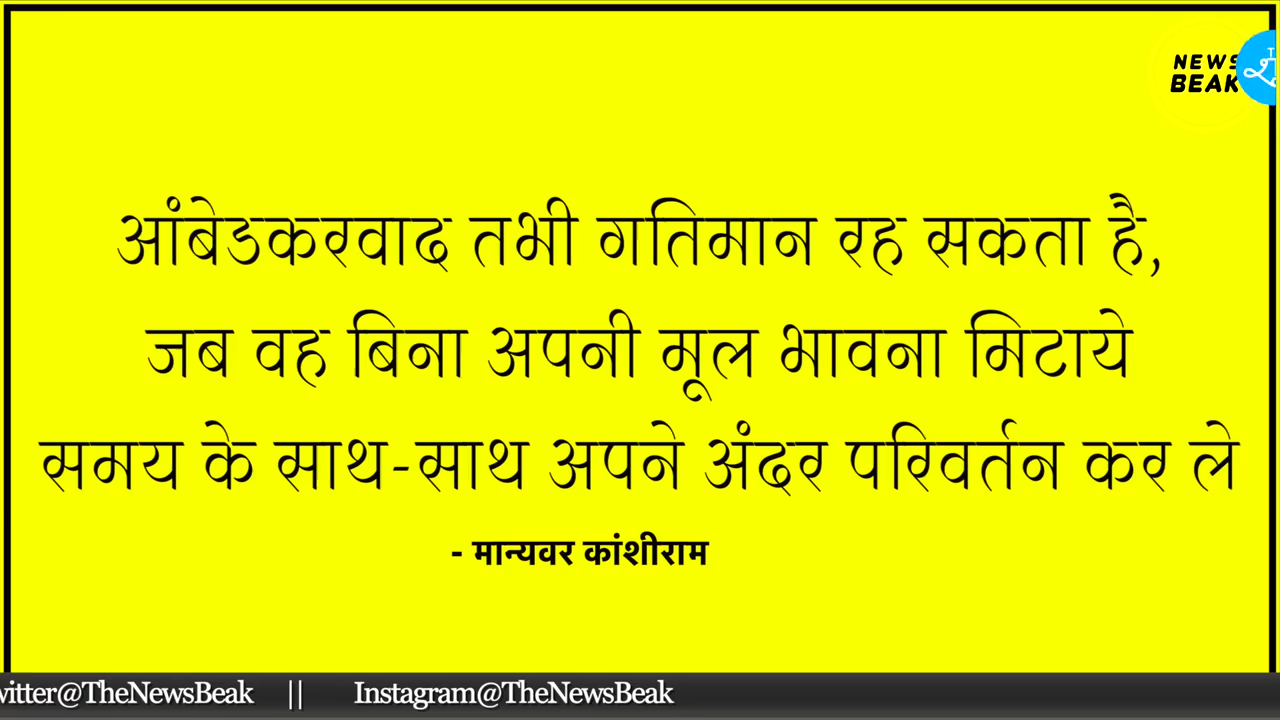 NEWS
BEAK
आंबेडकरवाद तभी गतिमान रह सकता है,
जब वह बिना अपनी मूल भावना मिटाये
समय के साथ-साथ अपने अंदर परिवर्तन कर ले
- मान्यवर कांशीराम
witter@TheNewsBeak || Instagram@TheNewsBeak